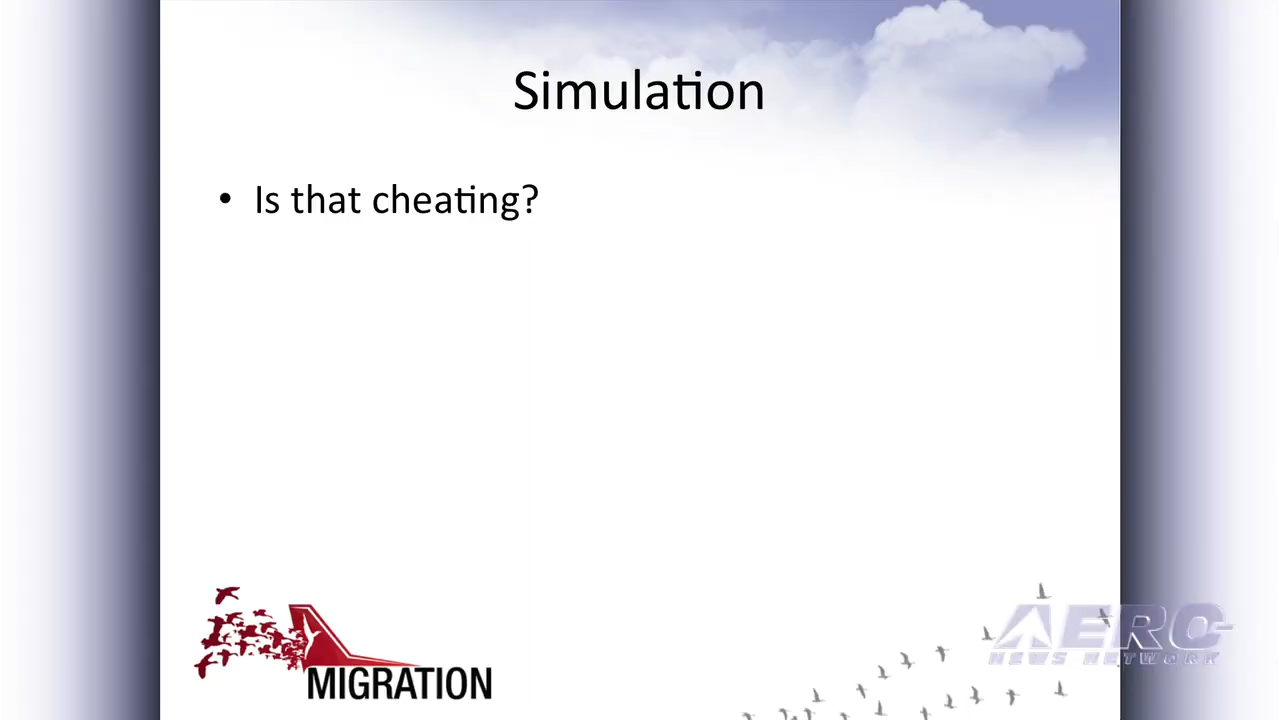 Simulation
• Is that cheating?
MIGRATION
AERO
NEWS NETWORK